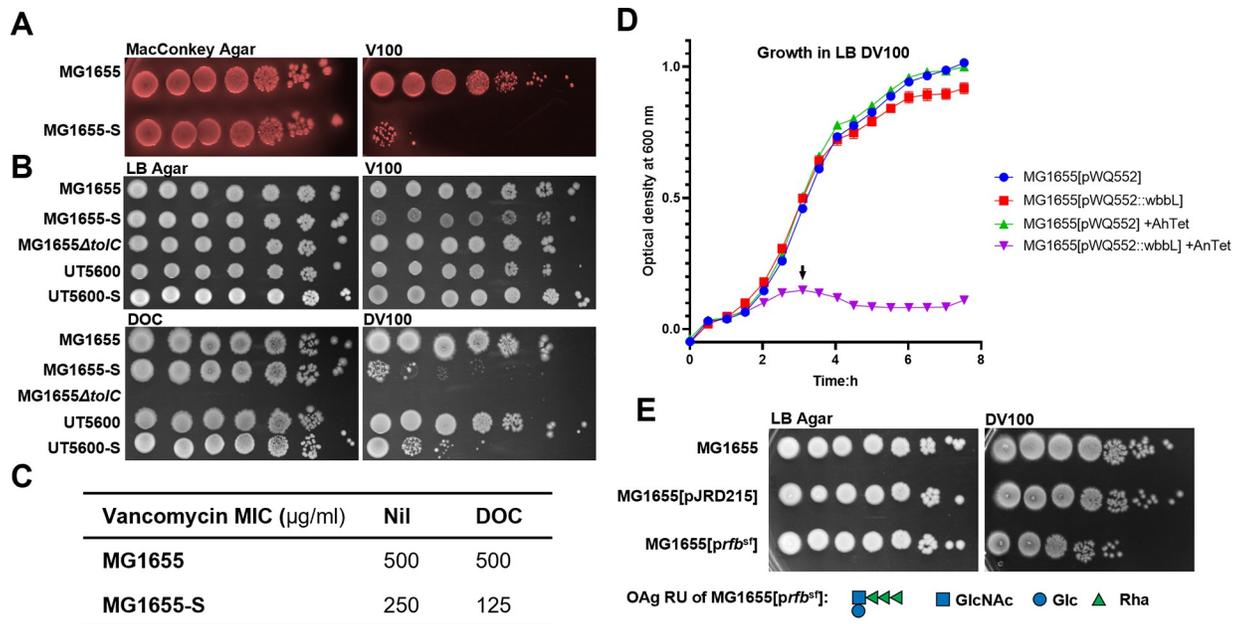 A
MacConkey Agar V100
MG1655
MG1655-S
B
LB Agar V100
MG1655
MG1655-S
MG1655ΔtolC
UT5600
UT5600-S
DOC DV100
MG1655
MG1655-S
MG1655ΔtolC
UT5600
UT5600-S
C
Vancomycin MIC (µg/ml) Nil DOC
MG1655 500 500
MG1655-S 250 125
D
Growth in LB DV100
Optical density at 600 nm
1.0
0.5
0.0
0 2 4 6 8
Time:h
MG1655[pWQ552]
MG1655[pWQ552::wbbL]
MG1655[pWQ552] +AhTet
MG1655[pWQ552::wbbL] +AnTet
E
LB Agar DV100
MG1655
MG1655[pJRD215]
MG1655[prfbsf]
OAg RU of MG1655[prfbsf]: GlcNAc Glc Rha